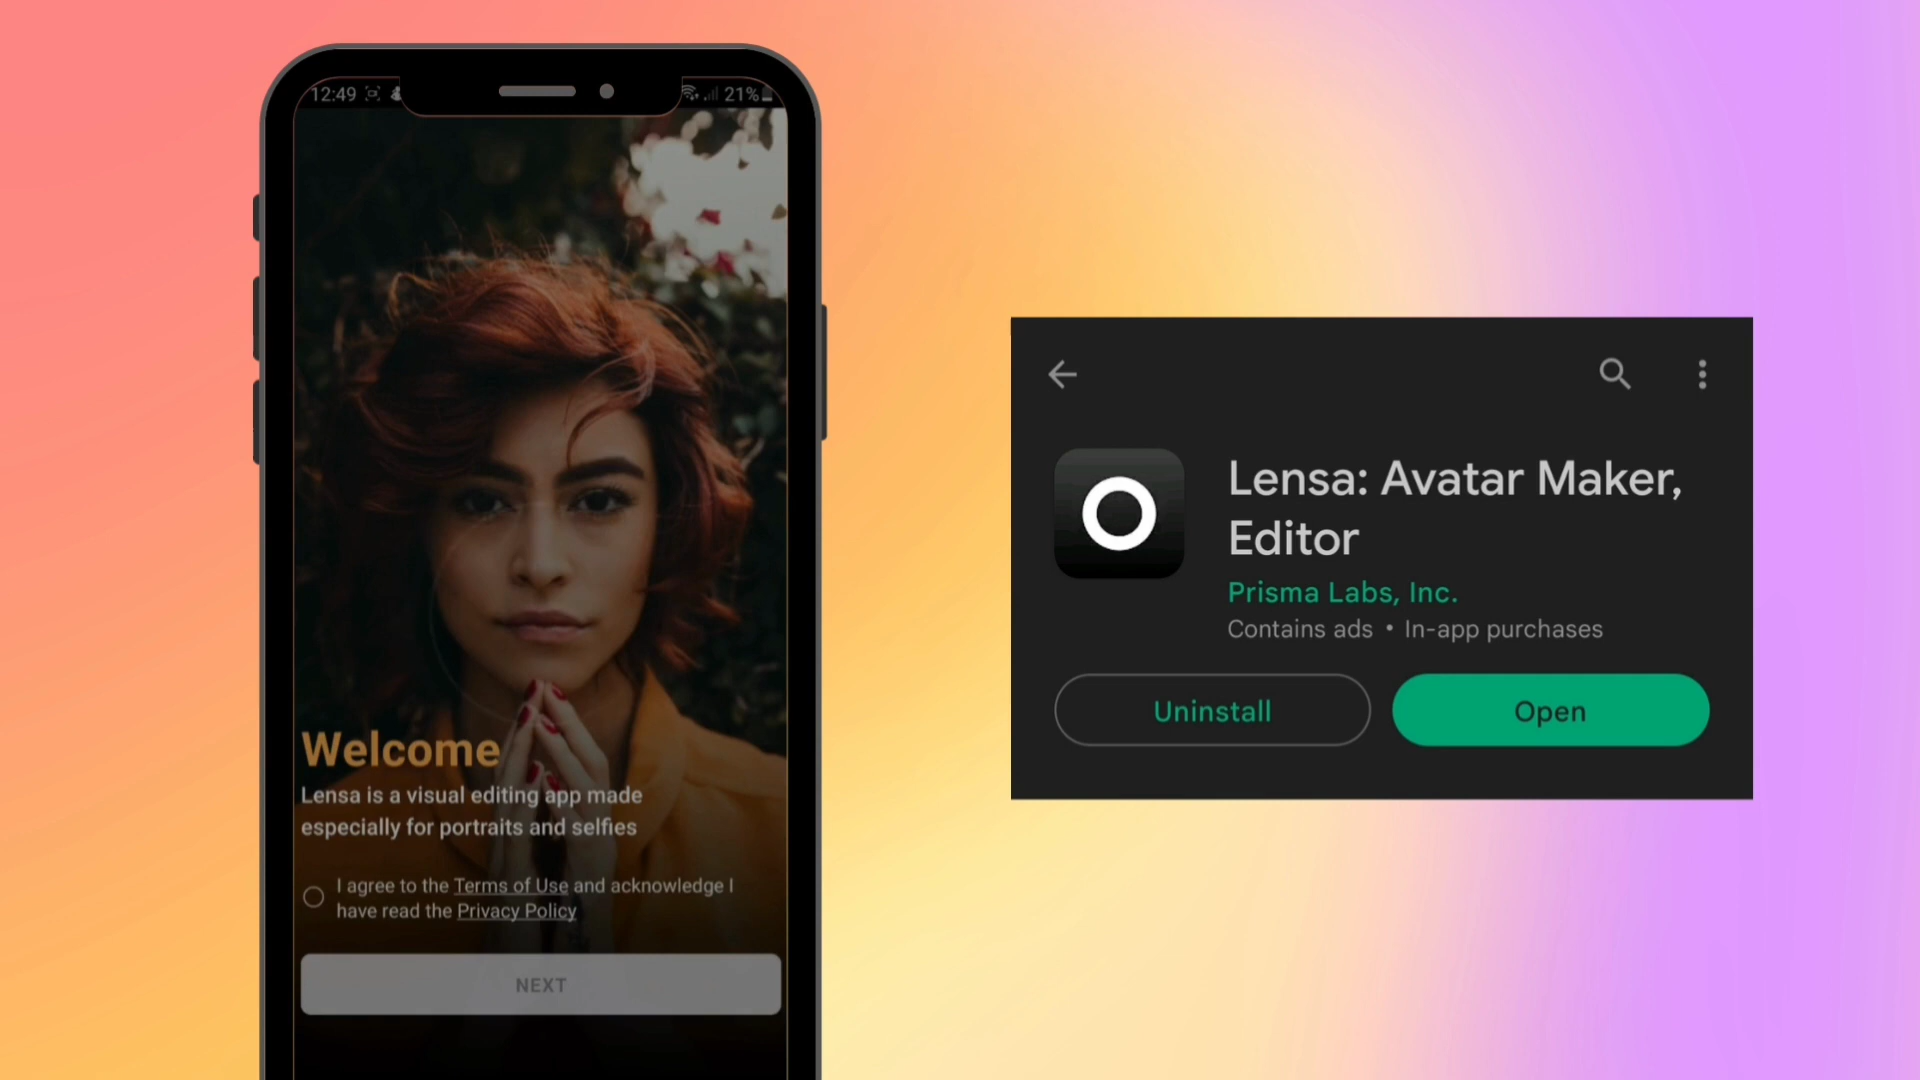 12:49
21%
Welcome
Lensa is a visual editing app made
especially for portraits and selfies
I agree to the Terms of Use and acknowledge I
have read the Privacy Policy
NEXT
Lensa: Avatar Maker,
Editor
Prisma Labs, Inc.
Contains ads • In-app purchases
Uninstall
Open